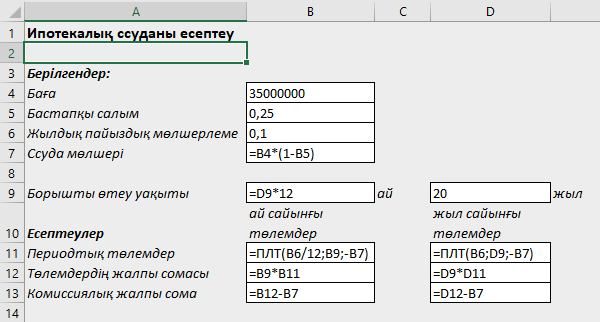 A B C D
1 Ипотекалық ссуданы есептеу
2
3 Берілгендер:
4 Баға 35000000
5 Бастапқы салым 0,25
6 Жылдық пайыздық мөлшерлеме 0,1
7 Ссуда мөлшері =B4*(1-B5)
8
9 Борышты өтеу уақыты =D9*12 ай 20 жыл
ай сайынғы жыл сайынғы
10 Есептеулер төлемдер төлемдер
11 Периодтық төлемдер =ПЛТ(B6/12;B9;-B7) =ПЛТ(B6;D9;-B7)
12 Төлемдердің жалпы сомасы =B9*B11 =D9*D11
13 Комиссиялық жалпы сома =B12-B7 =D12-B7
14